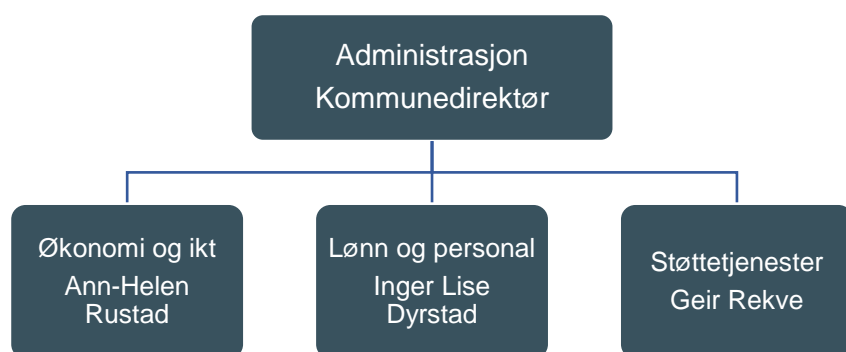 Administrasjon
Kommunedirektør
Økonomi og ikt
Ann-Helen
Rustad
Lønn og personal
Inger Lise
Dyrstad
Støttetjenester
Geir Rekve